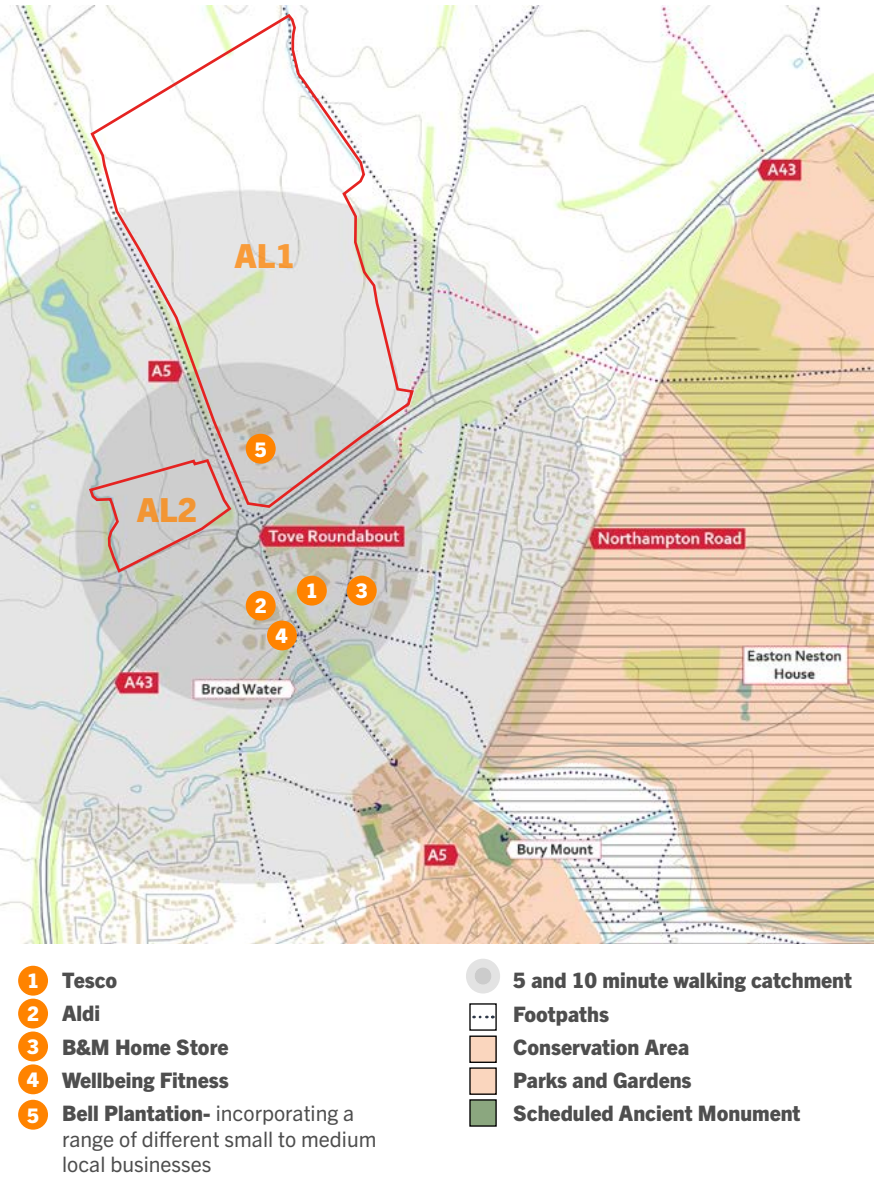 A43
AL1
A5
5
AL2
Tove Roundabout
Northampton Road
1
3
2
4
Easton Neston
House
A43
Broad Water
A5
Bury Mount
1 Tesco
2 Aldi
3 B&M Home Store
4 Wellbeing Fitness
5 Bell Plantation- incorporating a
range of different small to medium
local businesses
5 and 10 minute walking catchment
Footpaths
Conservation Area
Parks and Gardens
Scheduled Ancient Monument